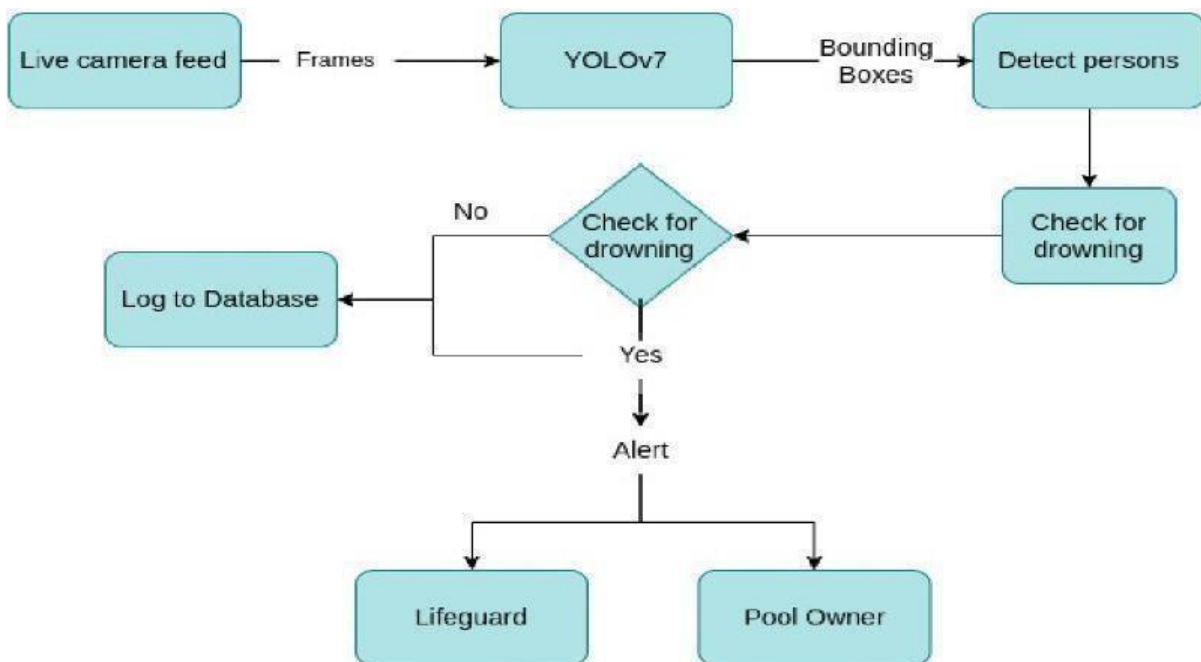 Live camera feed
Frames
YOLOv7
Bounding
Boxes
Detect persons
Check for
drowning
No
Check for
drowning
Log to Database
Yes
Alert
Lifeguard
Pool Owner